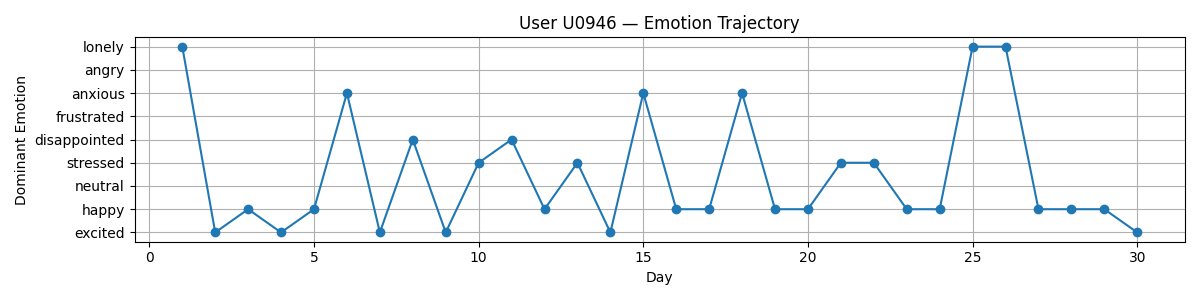 User U0946 — Emotion Trajectory
Dominant Emotion
lonely
angry
anxious
frustrated
disappointed
stressed
neutral
happy
excited
0 5 10 15 20 25 30
Day